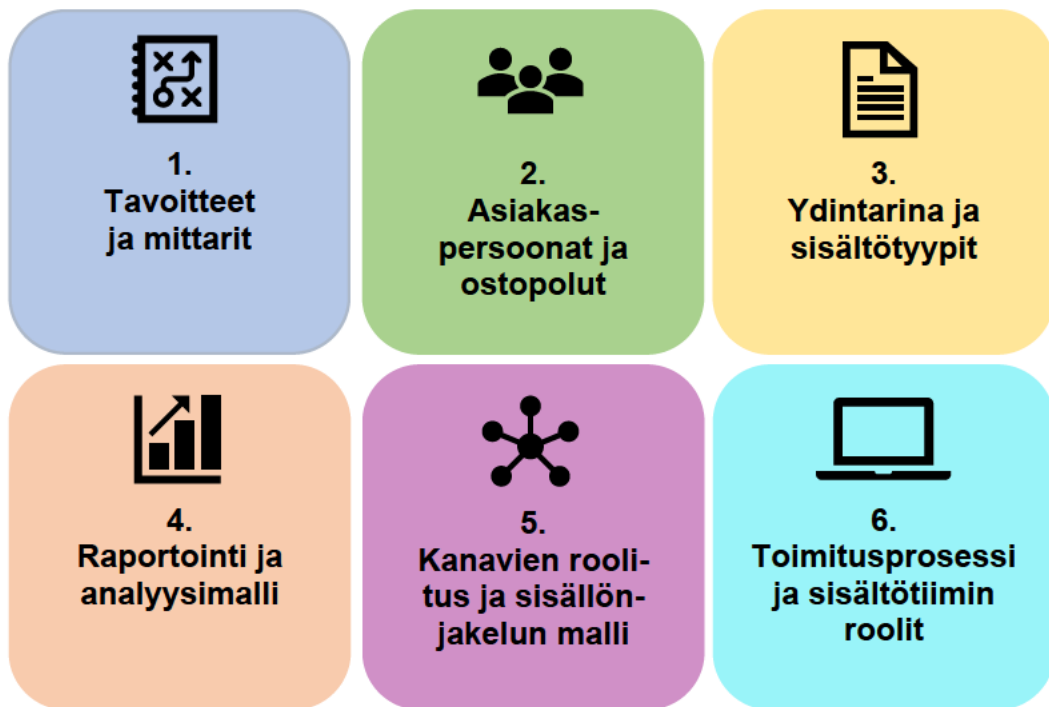 1.
Tavoitteet
ja mittarit
2.
Asiakas-
persoonat ja
ostopolut
3.
Ydintarina ja
sisältötyypit
4.
Raportointi ja
analyysimalli
5.
Kanavien rooli-
tus ja sisällön-
jakelun malli
6.
Toimitusprosessi
ja sisältötiimin
roolit